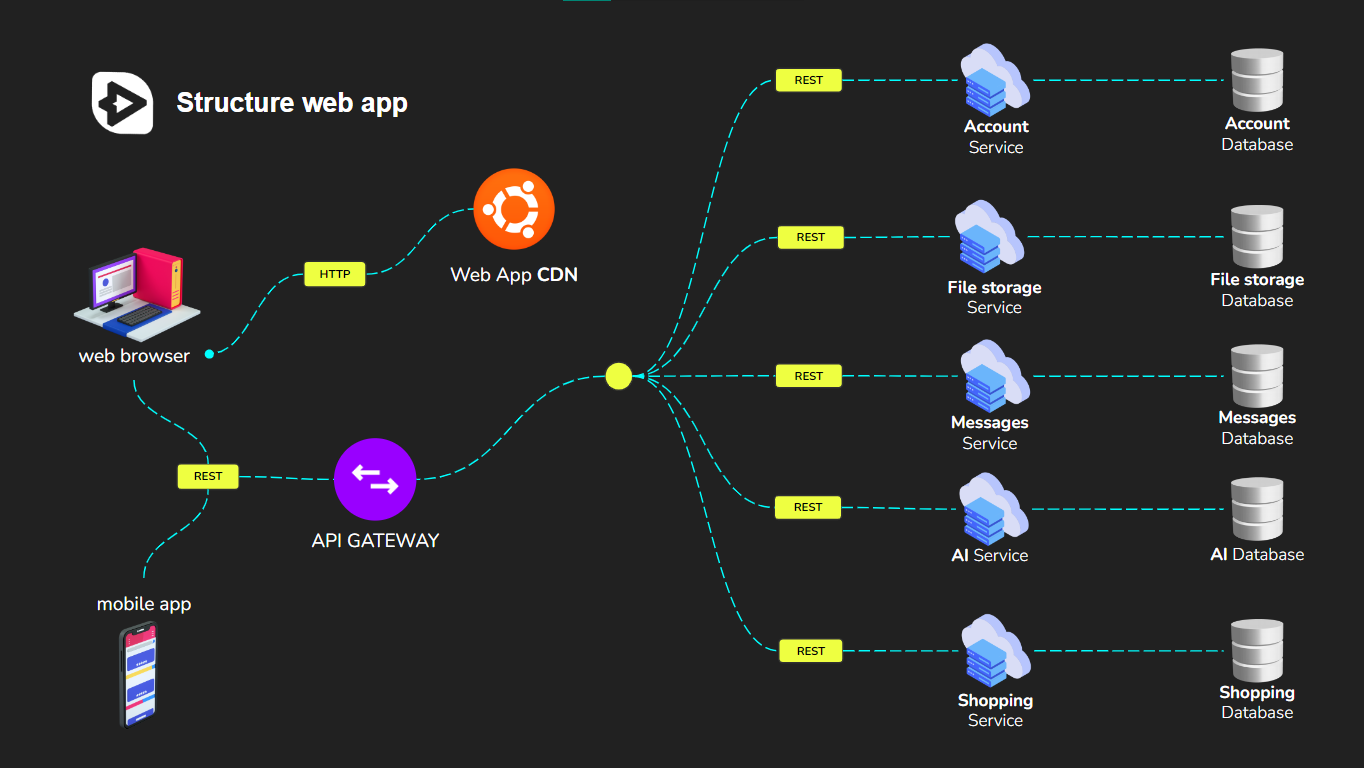 Structure web app
HTTP
Web App CDN
web browser
REST
API GATEWAY
mobile app
REST
Account
Service
Account
Database
REST
File storage
Service
File storage
Database
REST
Messages
Service
Messages
Database
REST
AI Service
AI Database
REST
Shopping
Service
Shopping
Database